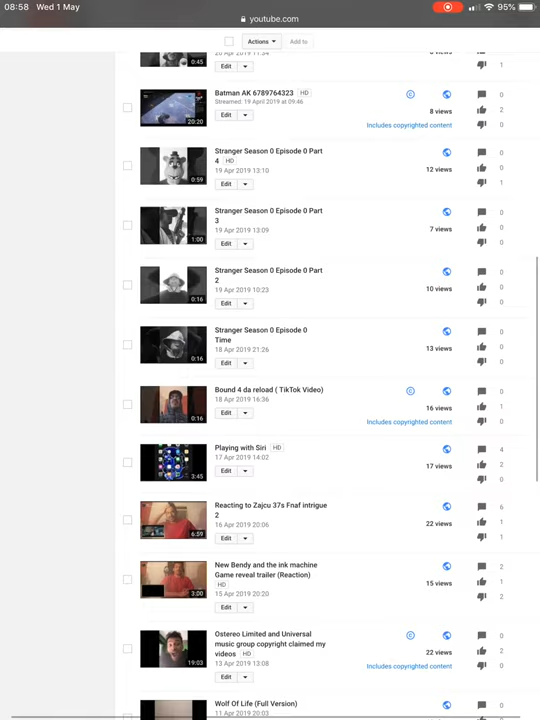 08:58 Wed 1 May 95%
youtube.com
Actions Add to
0:45 20 Apr 2019 11:34
Edit 1
Batman AK 6789764323 HD 0
Streamed: 19 April 2019 at 09:46
8 views 2
20:20 Edit
Includes copyrighted content 0
Stranger Season 0 Episode 0 Part 0
4 HD
12 views 0
19 Apr 2019 13:10
0:59 Edit 1
Stranger Season 0 Episode 0 Part 0
3
7 views 0
19 Apr 2019 13:09
1:00 Edit 0
Stranger Season 0 Episode 0 Part 0
2
10 views 0
19 Apr 2019 10:23
0:16 Edit 0
Stranger Season 0 Episode 0 0
Time
13 views 0
18 Apr 2019 21:26
0:16 Edit 0
Bound 4 da reload ( TikTok Video) 0
18 Apr 2019 16:36
16 views 1
0:16 Edit
Includes copyrighted content 0
Playing with Siri HD 4
17 Apr 2019 14:02
17 views 2
3:45 Edit 0
Reacting to Zajcu 37s Fnaf intrigue 6
2
22 views 1
16 Apr 2019 20:06
6:59 Edit 1
New Bendy and the ink machine 2
Game reveal trailer (Reaction)
15 views 1
HD
15 Apr 2019 20:20
3:00 2
Edit
Ostereo Limited and Universal 0
music group copyright claimed my
22 views 2
videos HD
13 Apr 2019 13:08
19:03 Includes copyrighted content 0
Edit
Wolf Of Life (Full Version) 0
11 Apr 2019 20:03